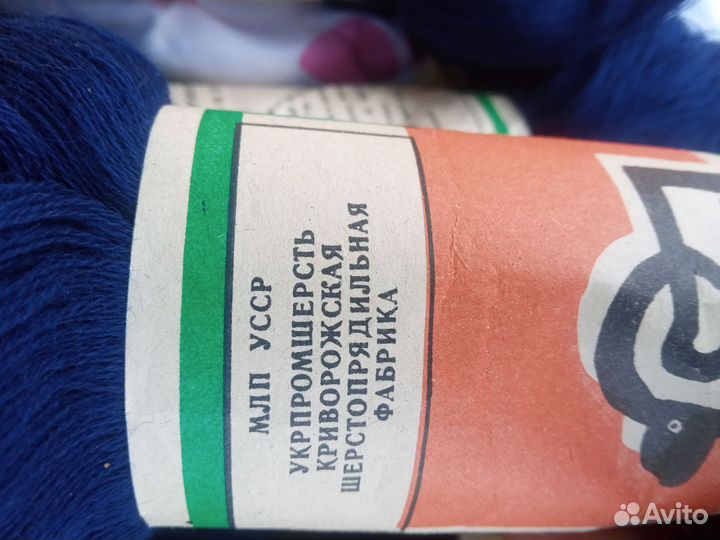 МЛП УССР
УКРПРОМШЕРСТЬ
КРИВОРОЖСКАЯ
ШЕРСТОПРЯДИЛЬНАЯ
ФАБРИКА
Avito